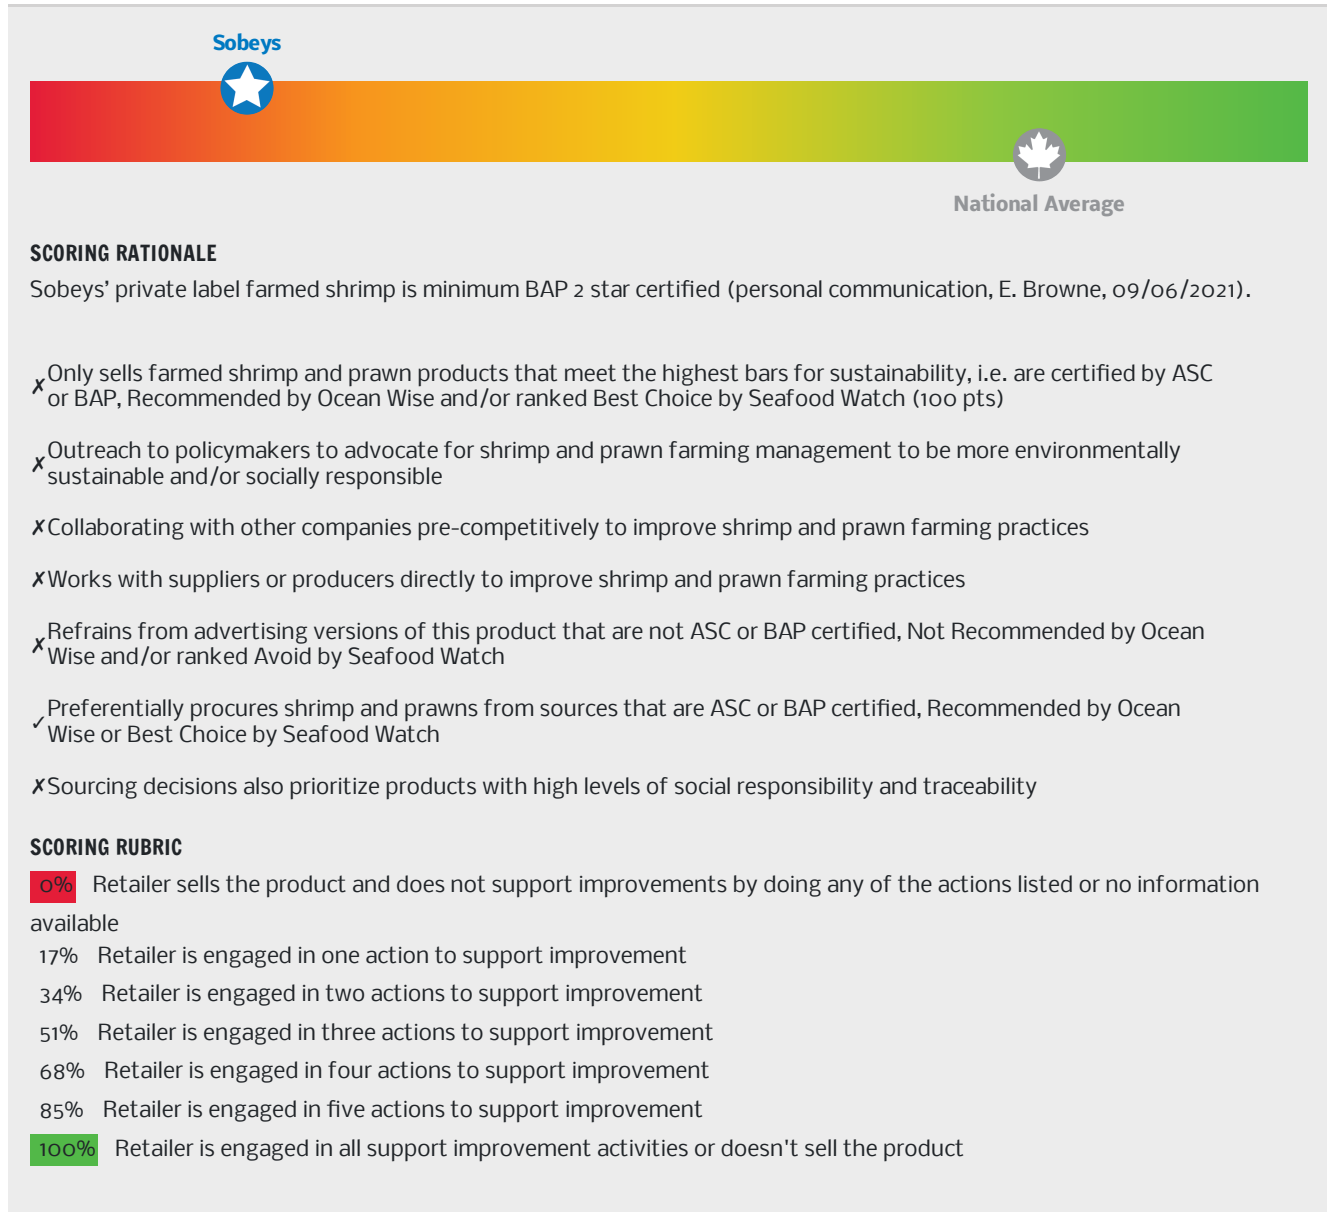 Sobeys
National Average
SCORING RATIONALE
Sobeys’ private label farmed shrimp is minimum BAP 2 star certified (personal communication, E. Browne, 09/06/2021).
✗Only sells farmed shrimp and prawn products that meet the highest bars for sustainability, i.e. are certified by ASC
or BAP, Recommended by Ocean Wise and/or ranked Best Choice by Seafood Watch (100 pts)
✗Outreach to policymakers to advocate for shrimp and prawn farming management to be more environmentally
sustainable and/or socially responsible
✗Collaborating with other companies pre-competitively to improve shrimp and prawn farming practices
✗Works with suppliers or producers directly to improve shrimp and prawn farming practices
✗Refrains from advertising versions of this product that are not ASC or BAP certified, Not Recommended by Ocean
Wise and/or ranked Avoid by Seafood Watch
✓Preferentially procures shrimp and prawns from sources that are ASC or BAP certified, Recommended by Ocean
Wise or Best Choice by Seafood Watch
✗Sourcing decisions also prioritize products with high levels of social responsibility and traceability
SCORING RUBRIC
0% Retailer sells the product and does not support improvements by doing any of the actions listed or no information
available
17% Retailer is engaged in one action to support improvement
34% Retailer is engaged in two actions to support improvement
51% Retailer is engaged in three actions to support improvement
68% Retailer is engaged in four actions to support improvement
85% Retailer is engaged in five actions to support improvement
100% Retailer is engaged in all support improvement activities or doesn't sell the product